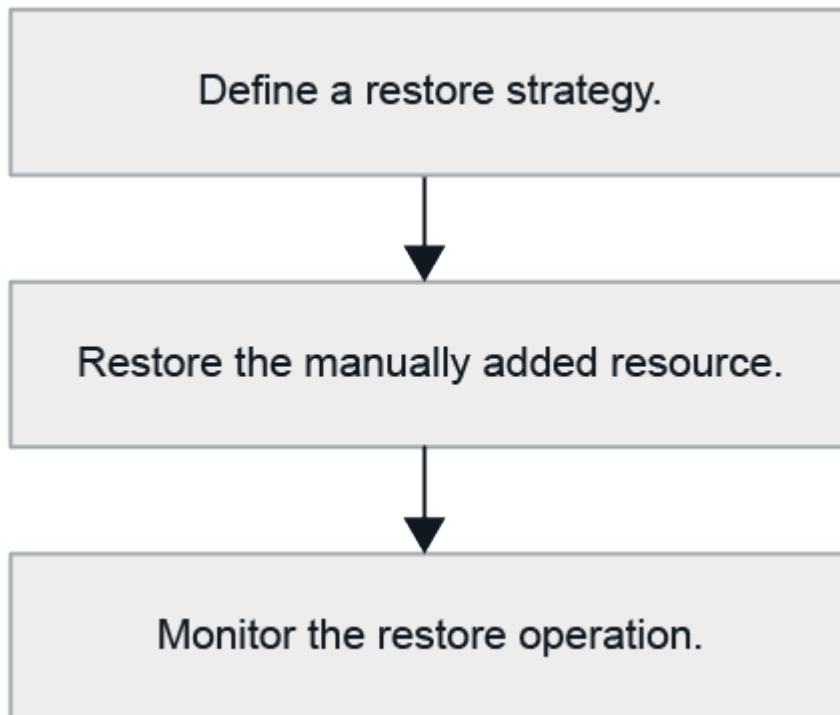 Define a restore strategy.
Restore the manually added resource.
Monitor the restore operation.